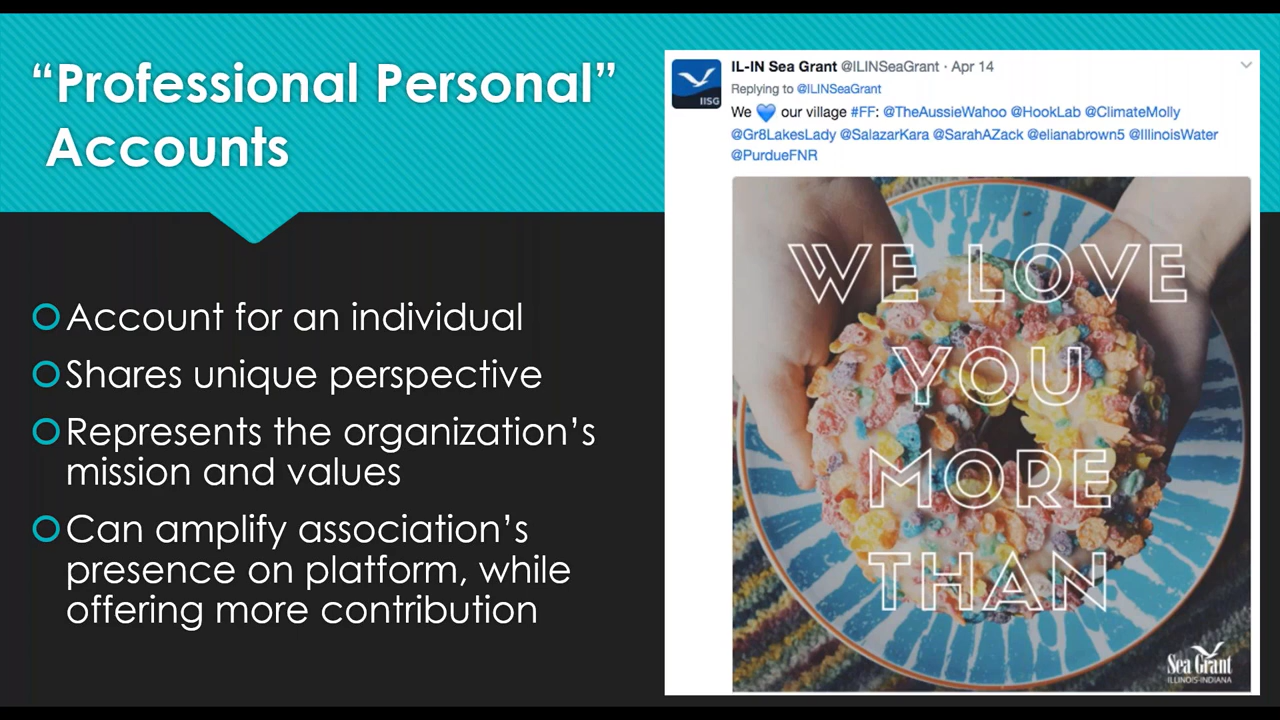 “Professional Personal”
Accounts
Account for an individual
Shares unique perspective
Represents the organization’s
mission and values
Can amplify association’s
presence on platform, while
offering more contribution
IISG
IL-IN Sea Grant @ILINSeaGrant · Apr 14
Replying to @ILINSeaGrant
We 💙 our village #FF: @TheAussieWahoo @HookLab @ClimateMolly
@Gr8LakesLady @SalazarKara @SarahAZack @elianabrown5 @IllinoisWater
@PurdueFNR
WE LOVE
YOU
MORE
THAN
Sea Grant
ILLINOIS-INDIANA